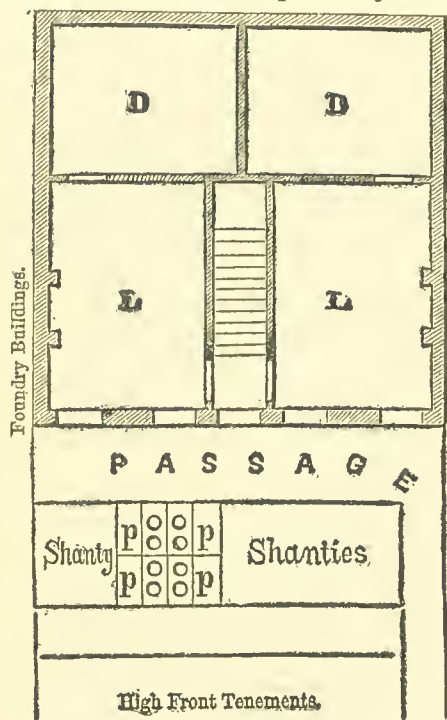 D D
L L
Foundry Buildings.
PASSAGE
Shanty p p Shanties
p p
High Front Tenements.